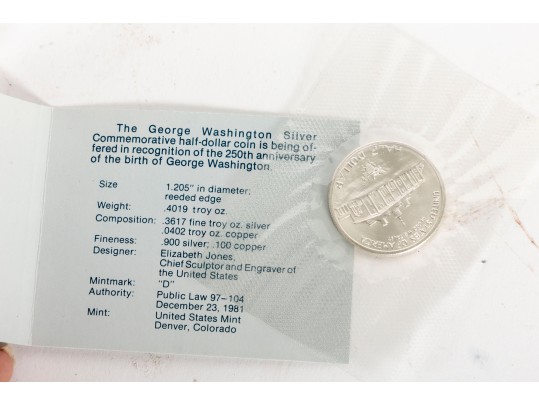 The George Washington Silver
Commemorative half-dollar coin is being of-
fered in recognition of the 250th anniversary
of the birth of George Washington.
Size 1.205" in diameter;
reeded edge
Weight: .4019 troy oz.
Composition: .3617 fine troy oz. silver
.0402 troy oz. copper
Fineness: .900 silver; .100 copper
Designer: Elizabeth Jones,
Chief Sculptor and Engraver of
the United States
Mintmark: "D"
Authority: Public Law 97-104
December 23, 1981
Mint: United States Mint
Denver, Colorado
UNITED STATES OF AMERICA